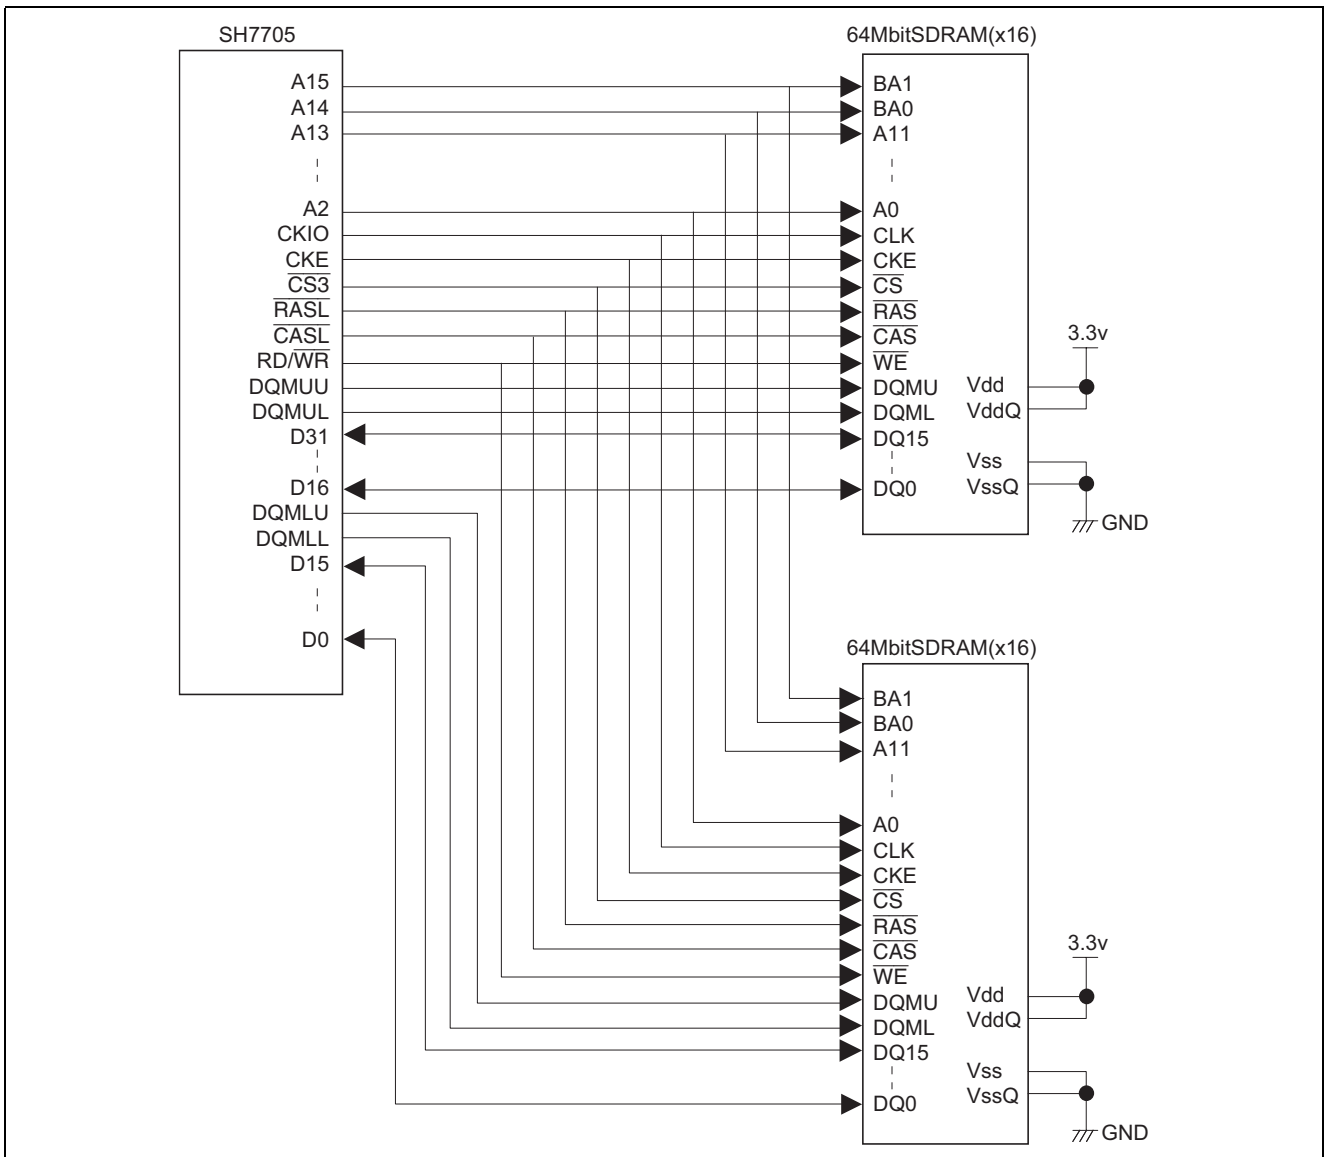 SH7705
A15
A14
A13
A2
CKIO
CKE
CS3
RASL
CASL
RD/WR
DQMUU
DQMUL
D31
D16
DQMLU
DQMLL
D15
D0
64MbitSDRAM(x16)
BA1
BA0
A11
A0
CLK
CKE
CS
RAS
CAS
WE
DQMU
DQML
DQ15
DQ0
Vdd
VddQ
Vss
VssQ
3.3v
GND
64MbitSDRAM(x16)
BA1
BA0
A11
A0
CLK
CKE
CS
RAS
CAS
WE
DQMU
DQML
DQ15
DQ0
Vdd
VddQ
Vss
VssQ
3.3v
GND